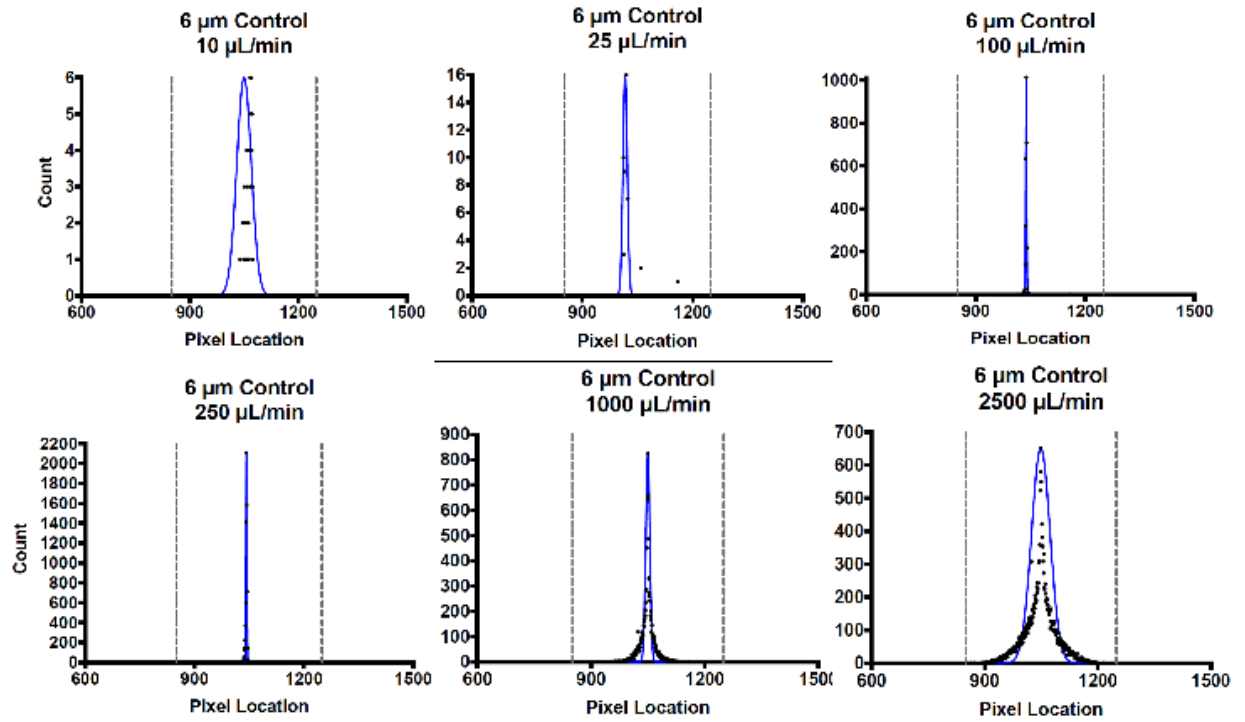 6 µm Control
10 µL/min
Count
6
5
4
3
2
1
0
600 900 1200 1500
Pixel Location
6 µm Control
25 µL/min
16
14
12
10
8
6
4
2
0
600 900 1200 1500
Pixel Location
6 µm Control
100 µL/min
1000
800
600
400
200
0
600 900 1200 1500
Pixel Location
6 µm Control
250 µL/min
Count
2200
2000
1800
1600
1400
1200
1000
800
600
400
200
0
600 900 1200 1500
Pixel Location
6 µm Control
1000 µL/min
900
800
700
600
500
400
300
200
100
0
600 900 1200 1500
Pixel Location
6 µm Control
2500 µL/min
700
600
500
400
300
200
100
0
600 900 1200 1500
Pixel Location